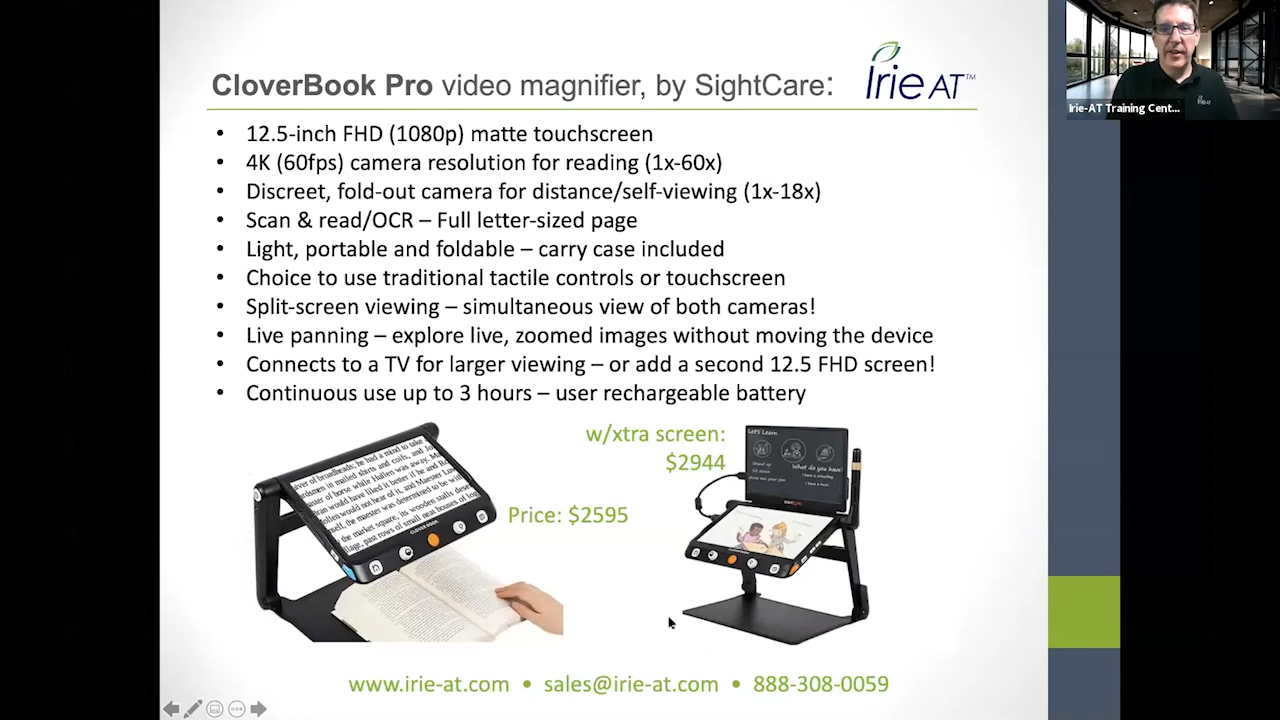 CloverBook Pro video magnifier, by SightCare:
Irie AT™
Irie-AT Training Cent...
• 12.5-inch FHD (1080p) matte touchscreen
• 4K (60fps) camera resolution for reading (1x-60x)
• Discreet, fold-out camera for distance/self-viewing (1x-18x)
• Scan & read/OCR – Full letter-sized page
• Light, portable and foldable – carry case included
• Choice to use traditional tactile controls or touchscreen
• Split-screen viewing – simultaneous view of both cameras!
• Live panning – explore live, zoomed images without moving the device
• Connects to a TV for larger viewing – or add a second 12.5 FHD screen!
• Continuous use up to 3 hours – user rechargeable battery
w/xtra screen:
$2944
Price: $2595
Let's Learn
What do you have?
CLOVER BOOK
www.irie-at.com • sales@irie-at.com • 888-308-0059